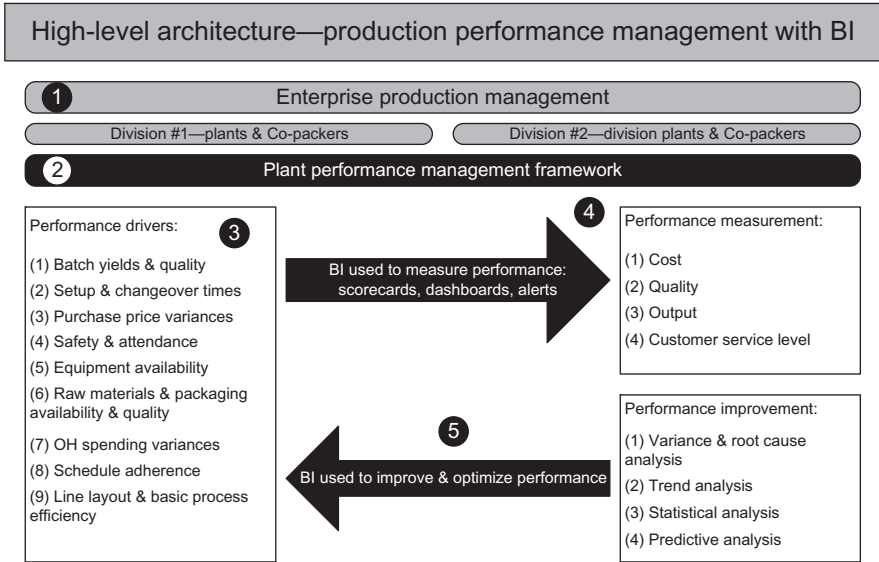 High-level architecture—production performance management with BI
1
Enterprise production management
Division #1—plants & Co-packers
Division #2—division plants & Co-packers
2
Plant performance management framework
Performance drivers:
3
(1) Batch yields & quality
(2) Setup & changeover times
(3) Purchase price variances
(4) Safety & attendance
(5) Equipment availability
(6) Raw materials & packaging
availability & quality
(7) OH spending variances
(8) Schedule adherence
(9) Line layout & basic process
efficiency
4
BI used to measure performance:
scorecards, dashboards, alerts
Performance measurement:
(1) Cost
(2) Quality
(3) Output
(4) Customer service level
5
BI used to improve & optimize performance
Performance improvement:
(1) Variance & root cause
analysis
(2) Trend analysis
(3) Statistical analysis
(4) Predictive analysis